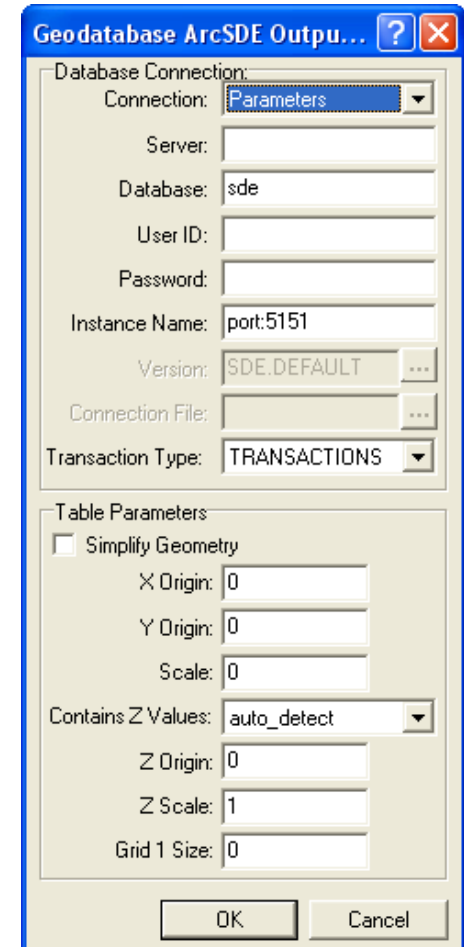 Geodatabase ArcSDE Outpu... ?
Database Connection:
Connection: Parameters
Server:
Database: sde
User ID:
Password:
Instance Name: port:5151
Version: SDE.DEFAULT ...
Connection File: ...
Transaction Type: TRANSACTIONS
Table Parameters
Simplify Geometry
X Origin: 0
Y Origin: 0
Scale: 0
Contains Z Values: auto_detect
Z Origin: 0
Z Scale: 1
Grid 1 Size: 0
OK Cancel